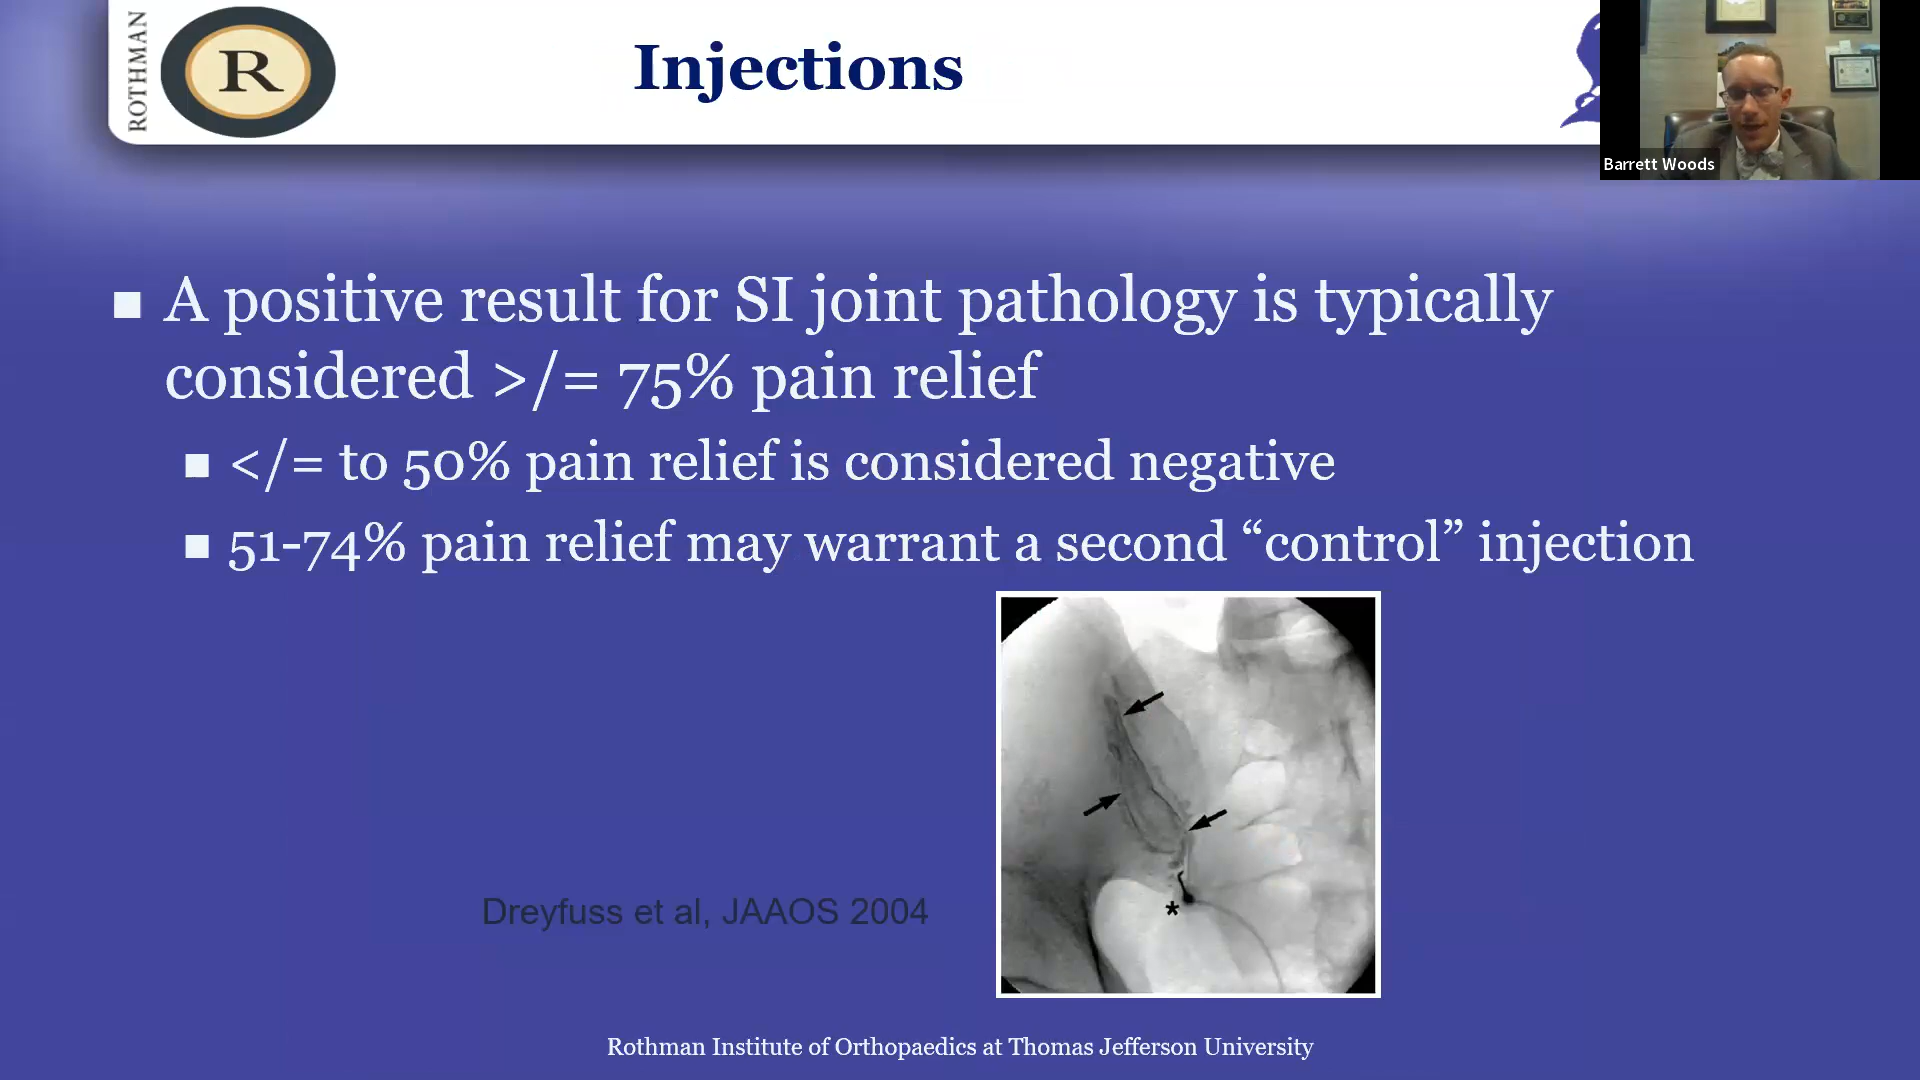 ROTHMAN
R
Injections
Barrett Woods
A positive result for SI joint pathology is typically
considered >/= 75% pain relief
</= to 50% pain relief is considered negative
51-74% pain relief may warrant a second “control” injection
*
Dreyfuss et al, JAAOS 2004
Rothman Institute of Orthopaedics at Thomas Jefferson University